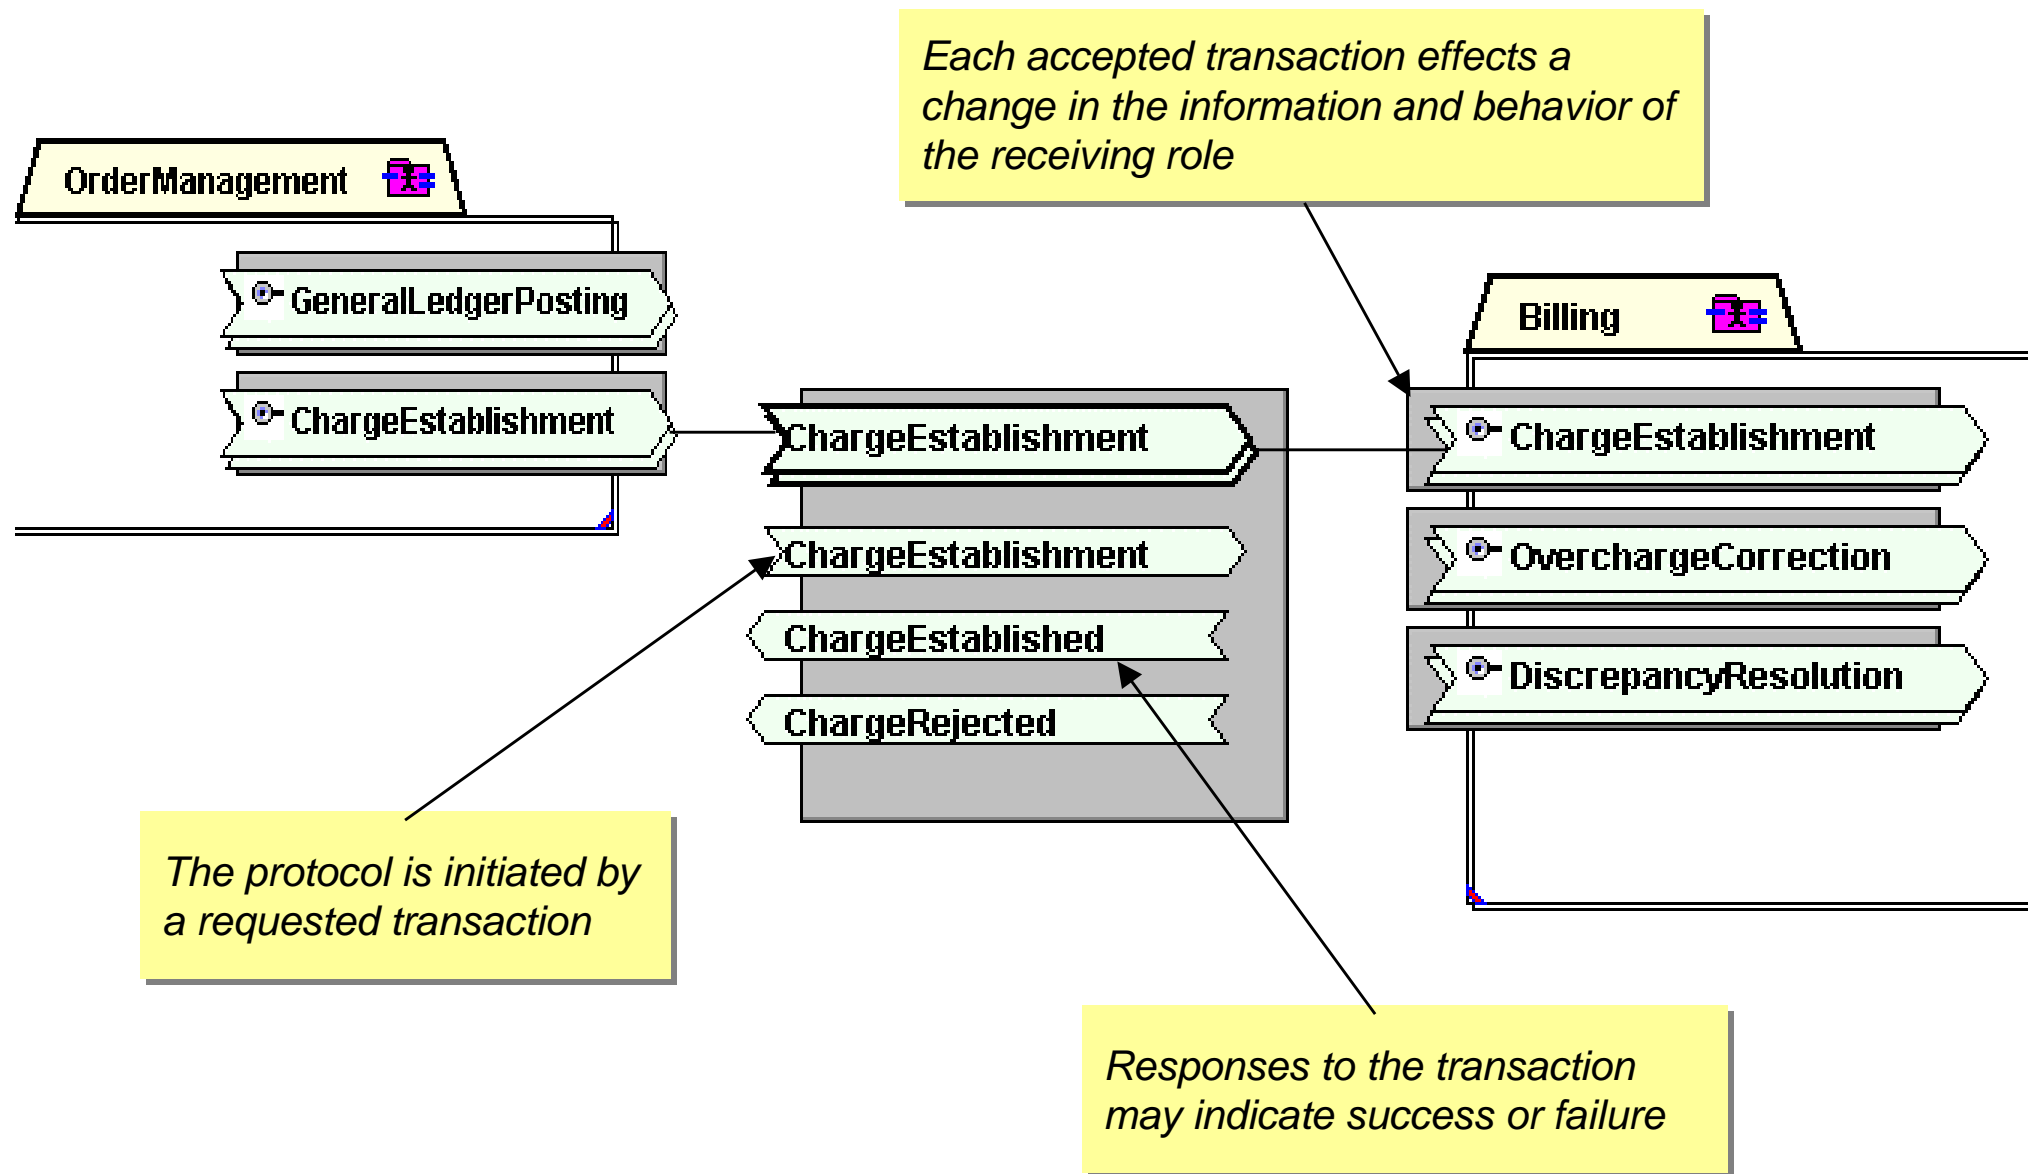 Each accepted transaction effects a
change in the information and behavior of
the receiving role
OrderManagement
GeneralLedgerPosting
ChargeEstablishment
ChargeEstablishment
ChargeEstablishment
ChargeEstablished
ChargeRejected
Billing
ChargeEstablishment
OverchargeCorrection
DiscrepancyResolution
The protocol is initiated by
a requested transaction
Responses to the transaction
may indicate success or failure